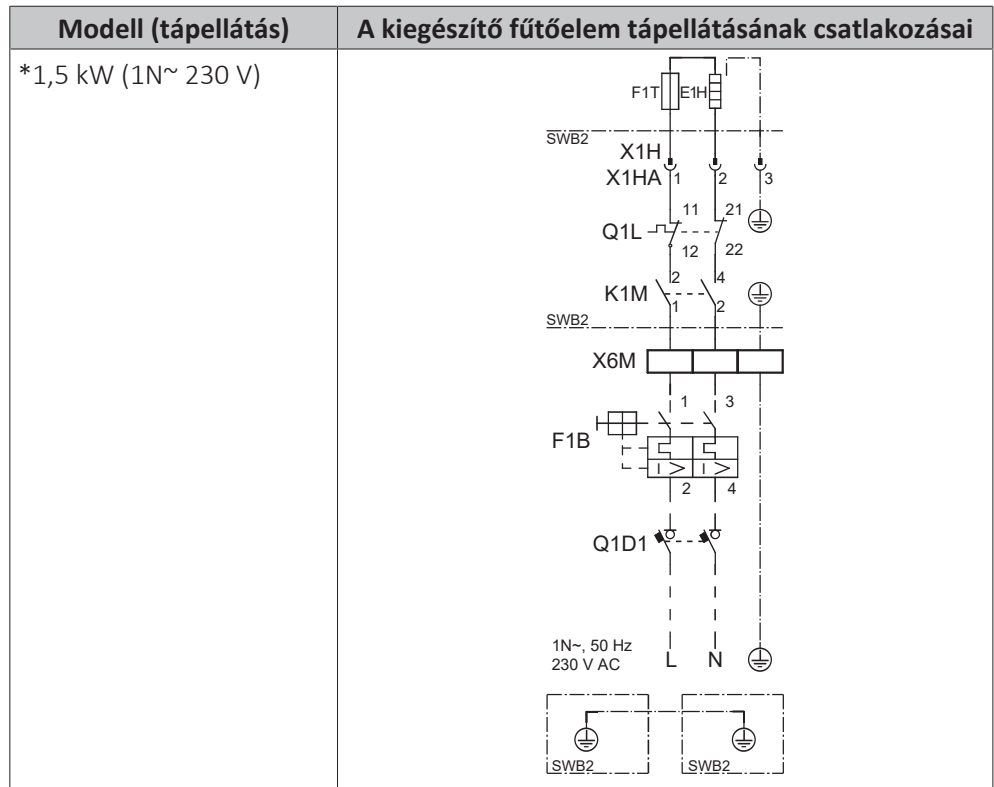 Modell (tápellátás)
A kiegészítő fűtőelem tápellátásának csatlakozásai
*1,5 kW (1N~ 230 V)
F1T
E1H
SWB2
X1H
X1HA
1
2
3
11
21
Q1L
12
22
2
4
K1M
1
2
SWB2
X6M
1
3
F1B
I >
I >
2
4
Q1D1
1N~, 50 Hz
230 V AC
L
N
SWB2
SWB2